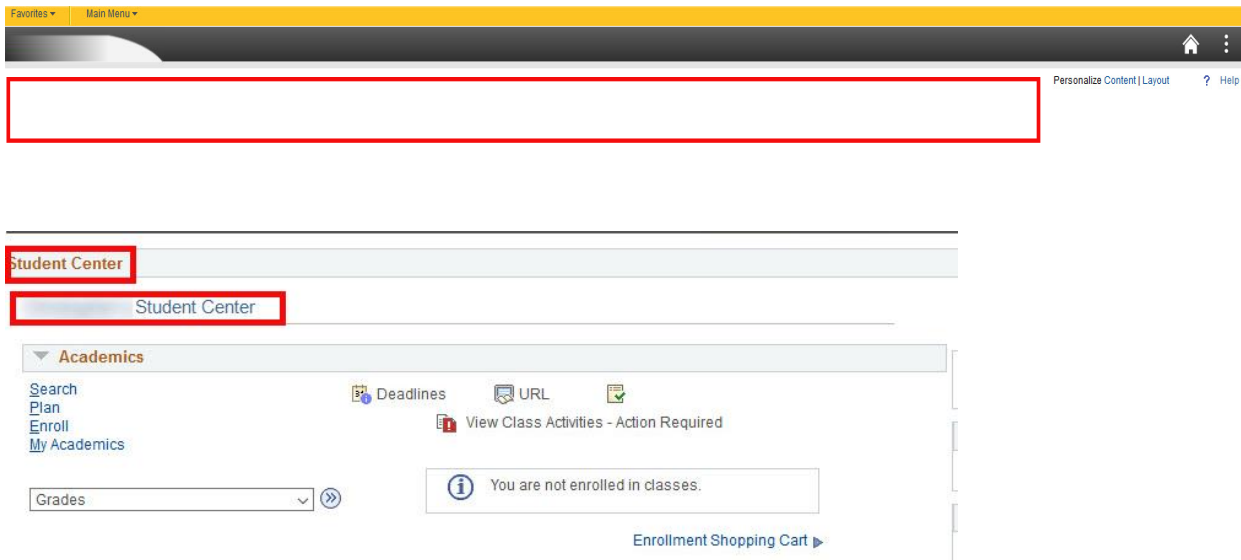 Favorites Main Menu
Personalize Content | Layout ? Help
Student Center
Student Center
Academics
Search
Plan
Enroll
My Academics
Deadlines URL
View Class Activities - Action Required
Grades
You are not enrolled in classes.
Enrollment Shopping Cart